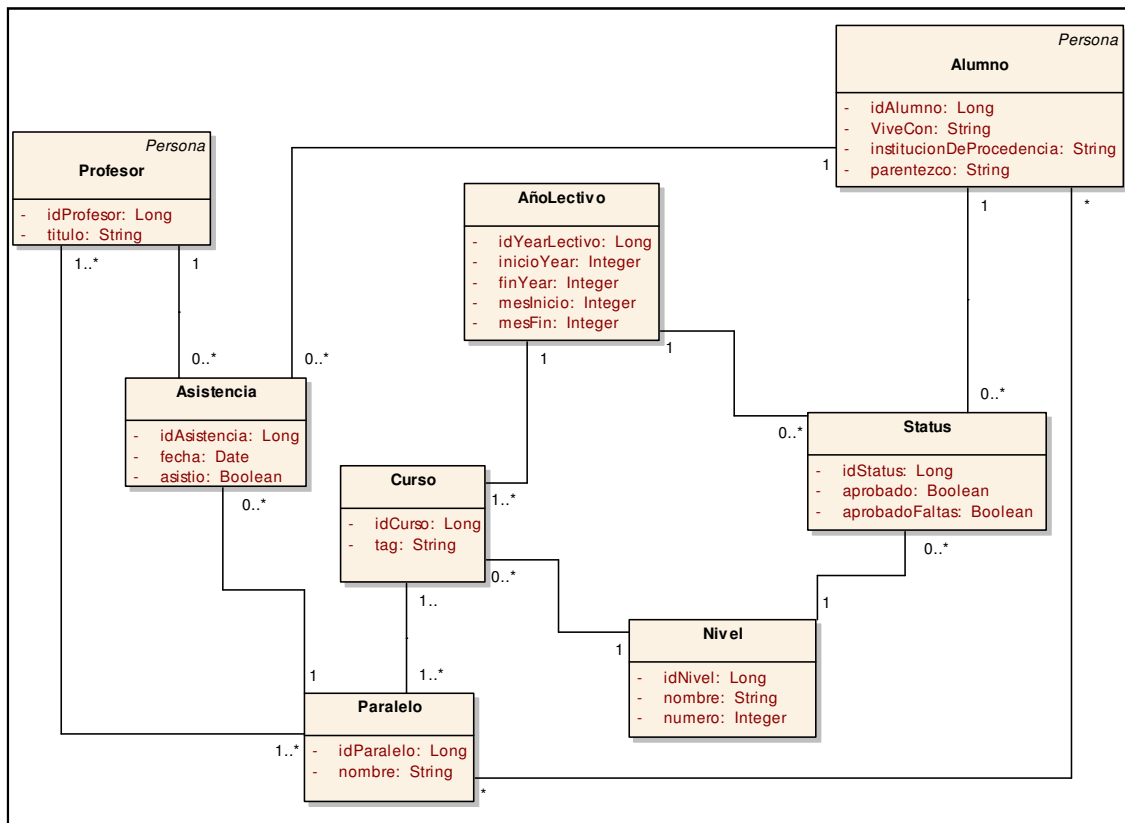 Persona
Alumno
- idAlumno: Long
- ViveCon: String
- institucionDeProcedencia: String
- parentezco: String
Persona
Profesor
- idProfesor: Long
- titulo: String
1..*
1
0..*
1
1
*
AñoLectivo
- idYearLectivo: Long
- inicioYear: Integer
- finYear: Integer
- mesInicio: Integer
- mesFin: Integer
1
1
0..*
0..*
Asistencia
- idAsistencia: Long
- fecha: Date
- asistio: Boolean
0..*
0..*
0..*
Status
- idStatus: Long
- aprobado: Boolean
- aprobadoFaltas: Boolean
0..*
Curso
- idCurso: Long
- tag: String
1..*
0..*
1..
1..*
1
1
Nivel
- idNivel: Long
- nombre: String
- numero: Integer
1
1..*
Paralelo
- idParalelo: Long
- nombre: String
*